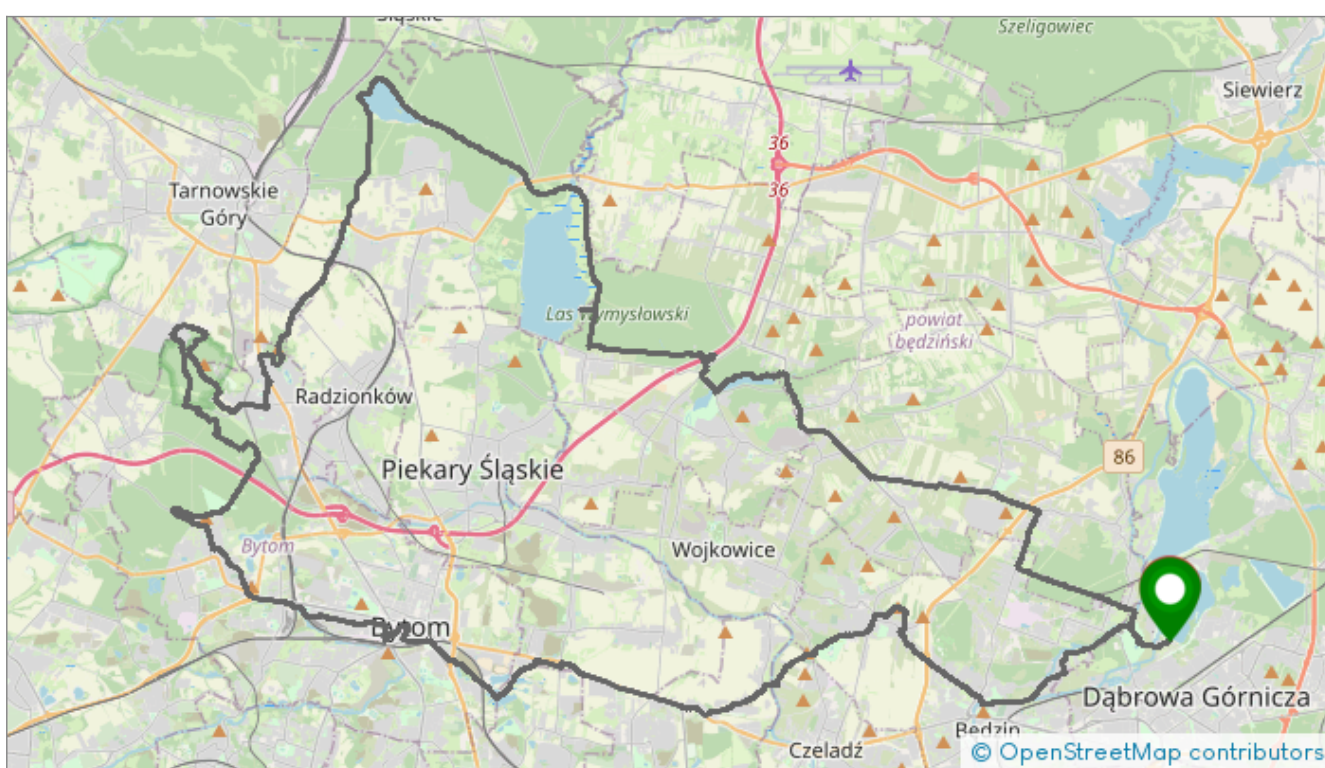 Śląskie
Szeligowiec
Siewierz
36
36
Tarnowskie
Góry
Las Wymysłowski
powiat
będziński
Radzionków
Piekary Śląskie
86
Wojkowice
Bytom
Bytom
Dąbrowa Górnicza
Będzin
Czeladź
© OpenStreetMap contributors